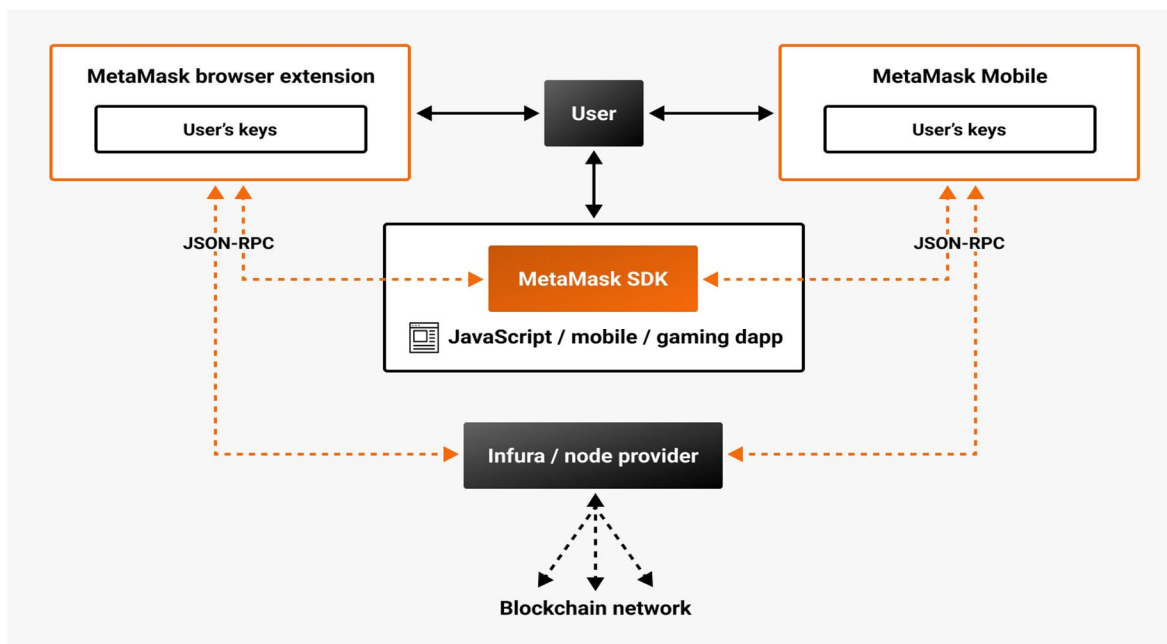 MetaMask browser extension
User’s keys
User
MetaMask Mobile
User’s keys
JSON-RPC
JSON-RPC
MetaMask SDK
JavaScript / mobile / gaming dapp
Infura / node provider
Blockchain network